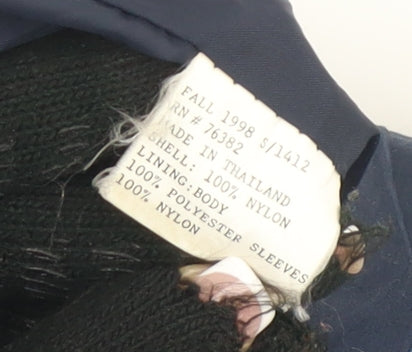 FALL 1998 S/1412
RN # 76382
MADE IN THAILAND
SHELL: 100% NYLON
LINING:BODY
100% POLYESTER SLEEVES
100% NYLON